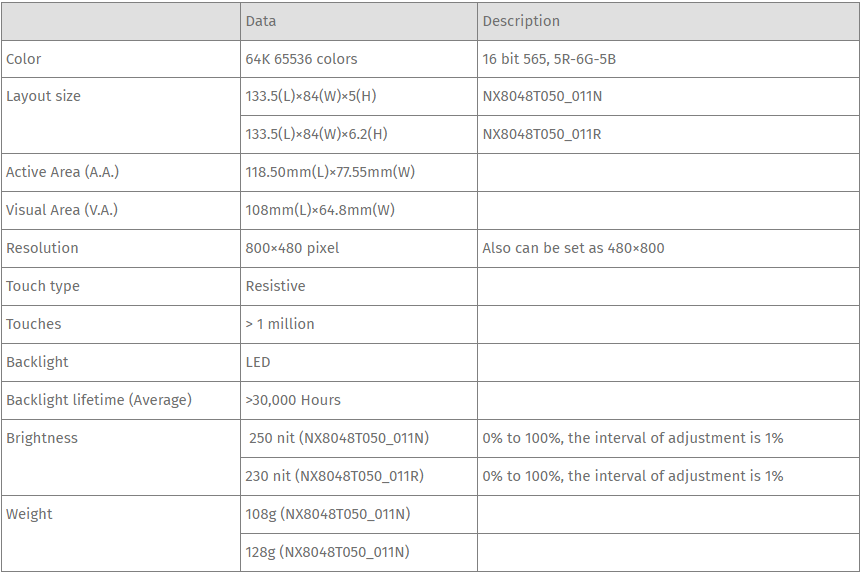 Data Description
Color 64K 65536 colors 16 bit 565, 5R-6G-5B
Layout size 133.5(L)×84(W)×5(H) NX8048T050_011N
133.5(L)×84(W)×6.2(H) NX8048T050_011R
Active Area (A.A.) 118.50mm(L)×77.55mm(W)
Visual Area (V.A.) 108mm(L)×64.8mm(W)
Resolution 800×480 pixel Also can be set as 480×800
Touch type Resistive
Touches > 1 million
Backlight LED
Backlight lifetime (Average) >30,000 Hours
Brightness 250 nit (NX8048T050_011N) 0% to 100%, the interval of adjustment is 1%
230 nit (NX8048T050_011R) 0% to 100%, the interval of adjustment is 1%
Weight 108g (NX8048T050_011N)
128g (NX8048T050_011N)